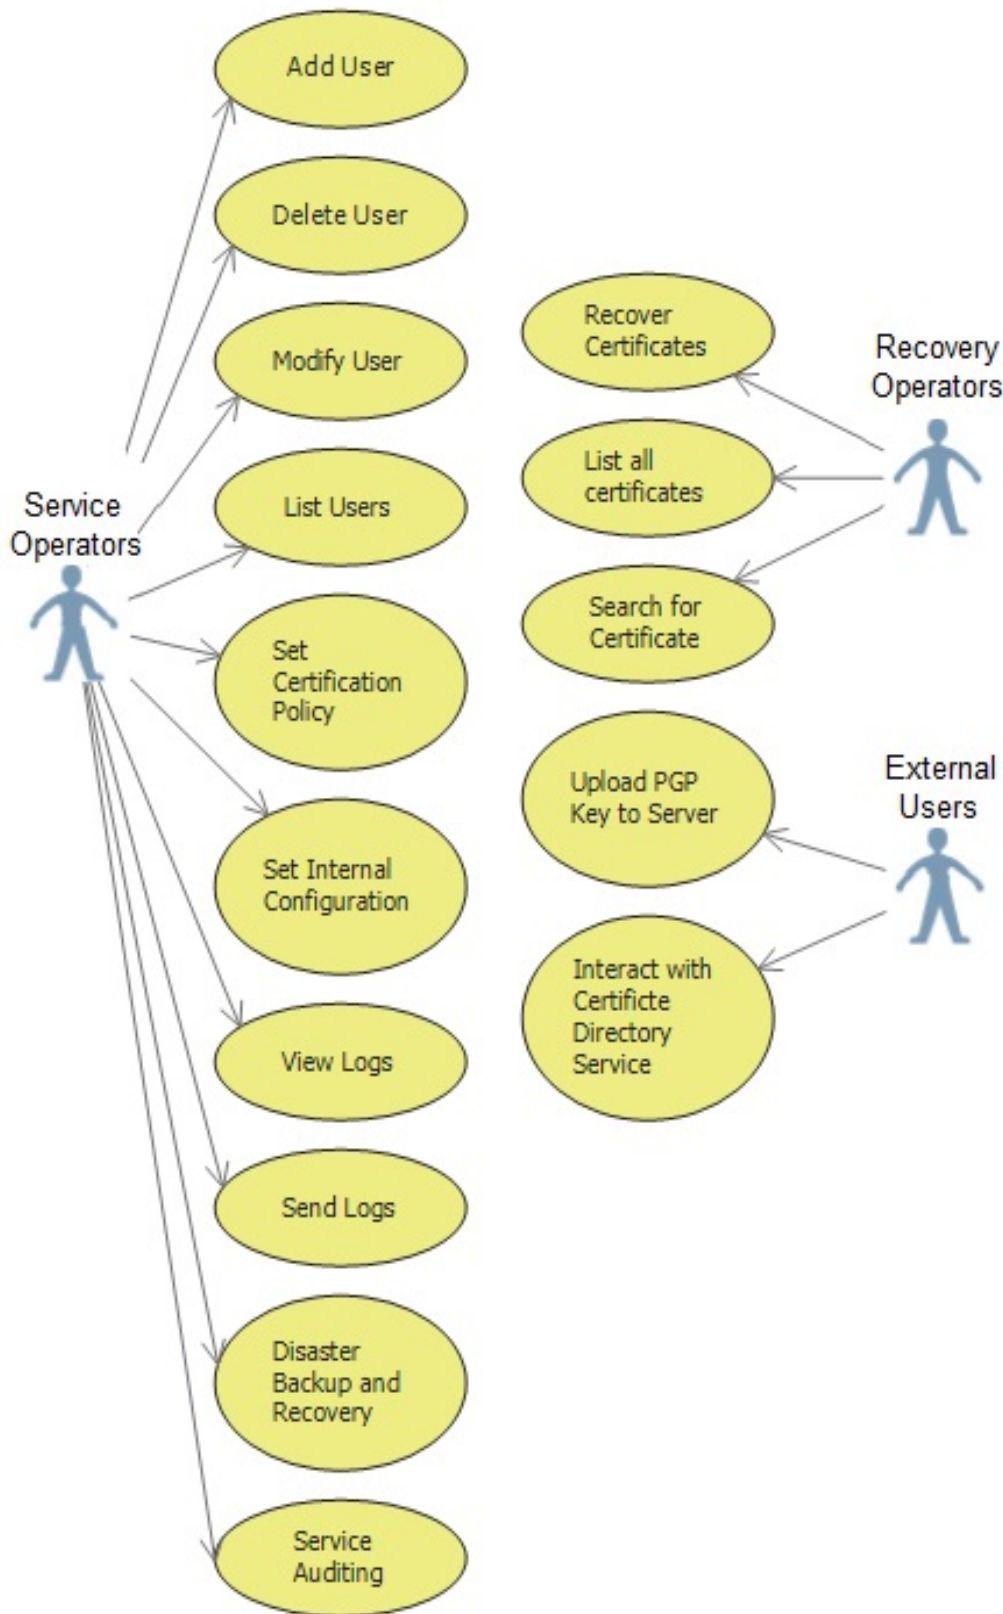 Add User
Delete User
Modify User
List Users
Service
Operators
Set
Certification
Policy
Set Internal
Configuration
View Logs
Send Logs
Disaster
Backup and
Recovery
Service
Auditing
Recover
Certificates
List all
certificates
Search for
Certificate
Recovery
Operators
Upload PGP
Key to Server
Interact with
Certificte
Directory
Service
External
Users